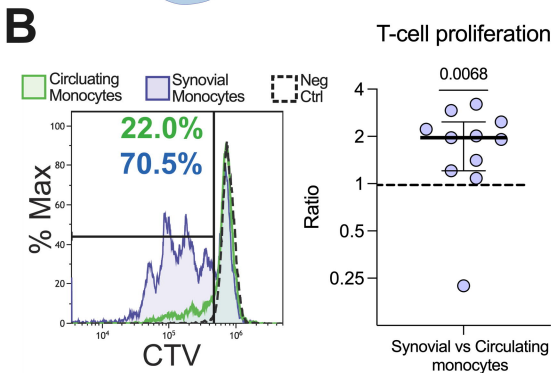 B
T-cell proliferation
Circluating Monocytes
Synovial Monocytes
Neg Ctrl
22.0%
70.5%
% Max
100
80
60
40
20
0
10⁴
10⁵
10⁶
CTV
0.0068
Ratio
4
2
1
0.5
0.25
Synovial vs Circulating
monocytes